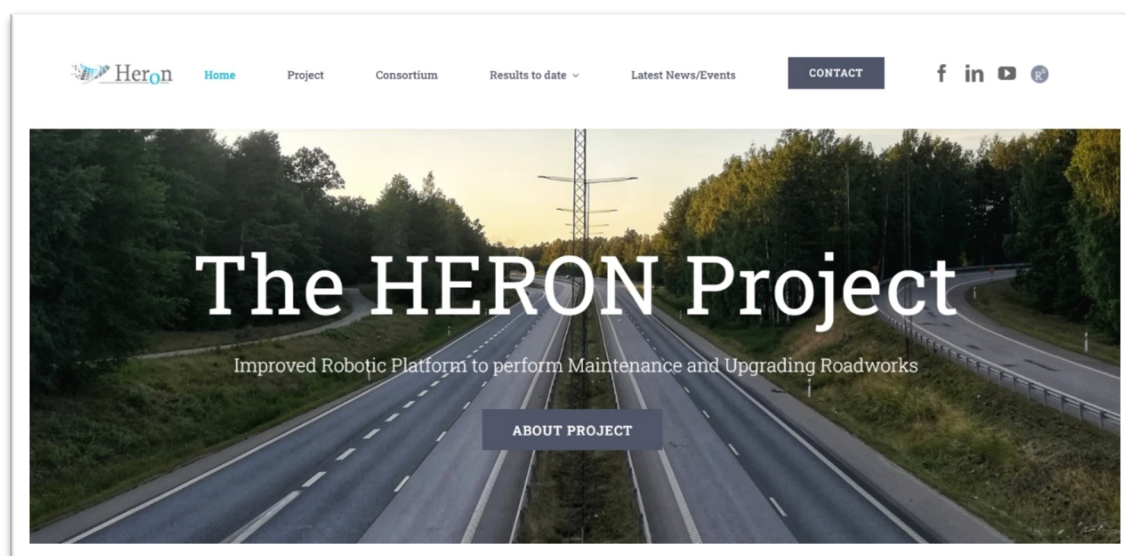 Heron
Home
Project
Consortium
Results to date
Latest News/Events
CONTACT
The HERON Project
Improved Robotic Platform to perform Maintenance and Upgrading Roadworks
ABOUT PROJECT